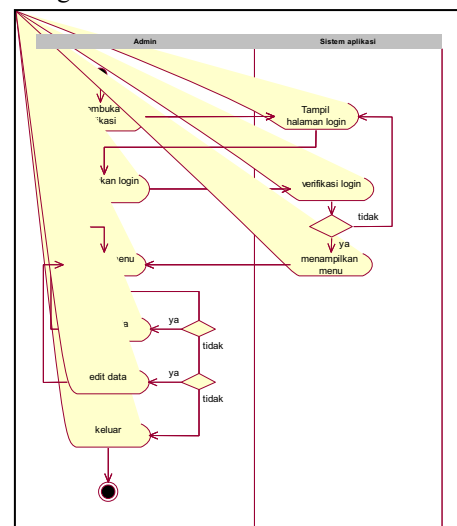 Admin Sistem aplikasi
Tampil
halaman login
verifikasi login
tidak
ya
menampilkan
menu
ya
tidak
edit data
ya
tidak
keluar